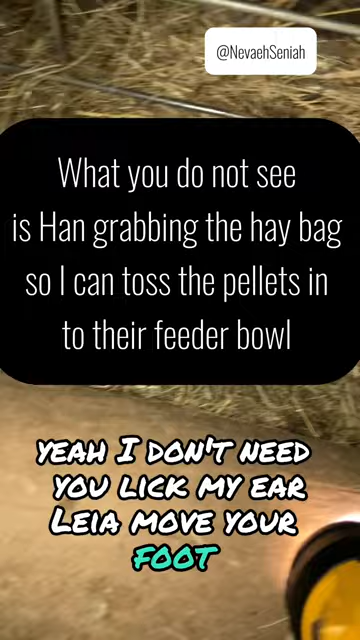 @NevaehSeniah
What you do not see
is Han grabbing the hay bag
so I can toss the pellets in
to their feeder bowl
YEAH I DON'T NEED
YOU LICK MY EAR
LEIA MOVE YOUR
FOOT